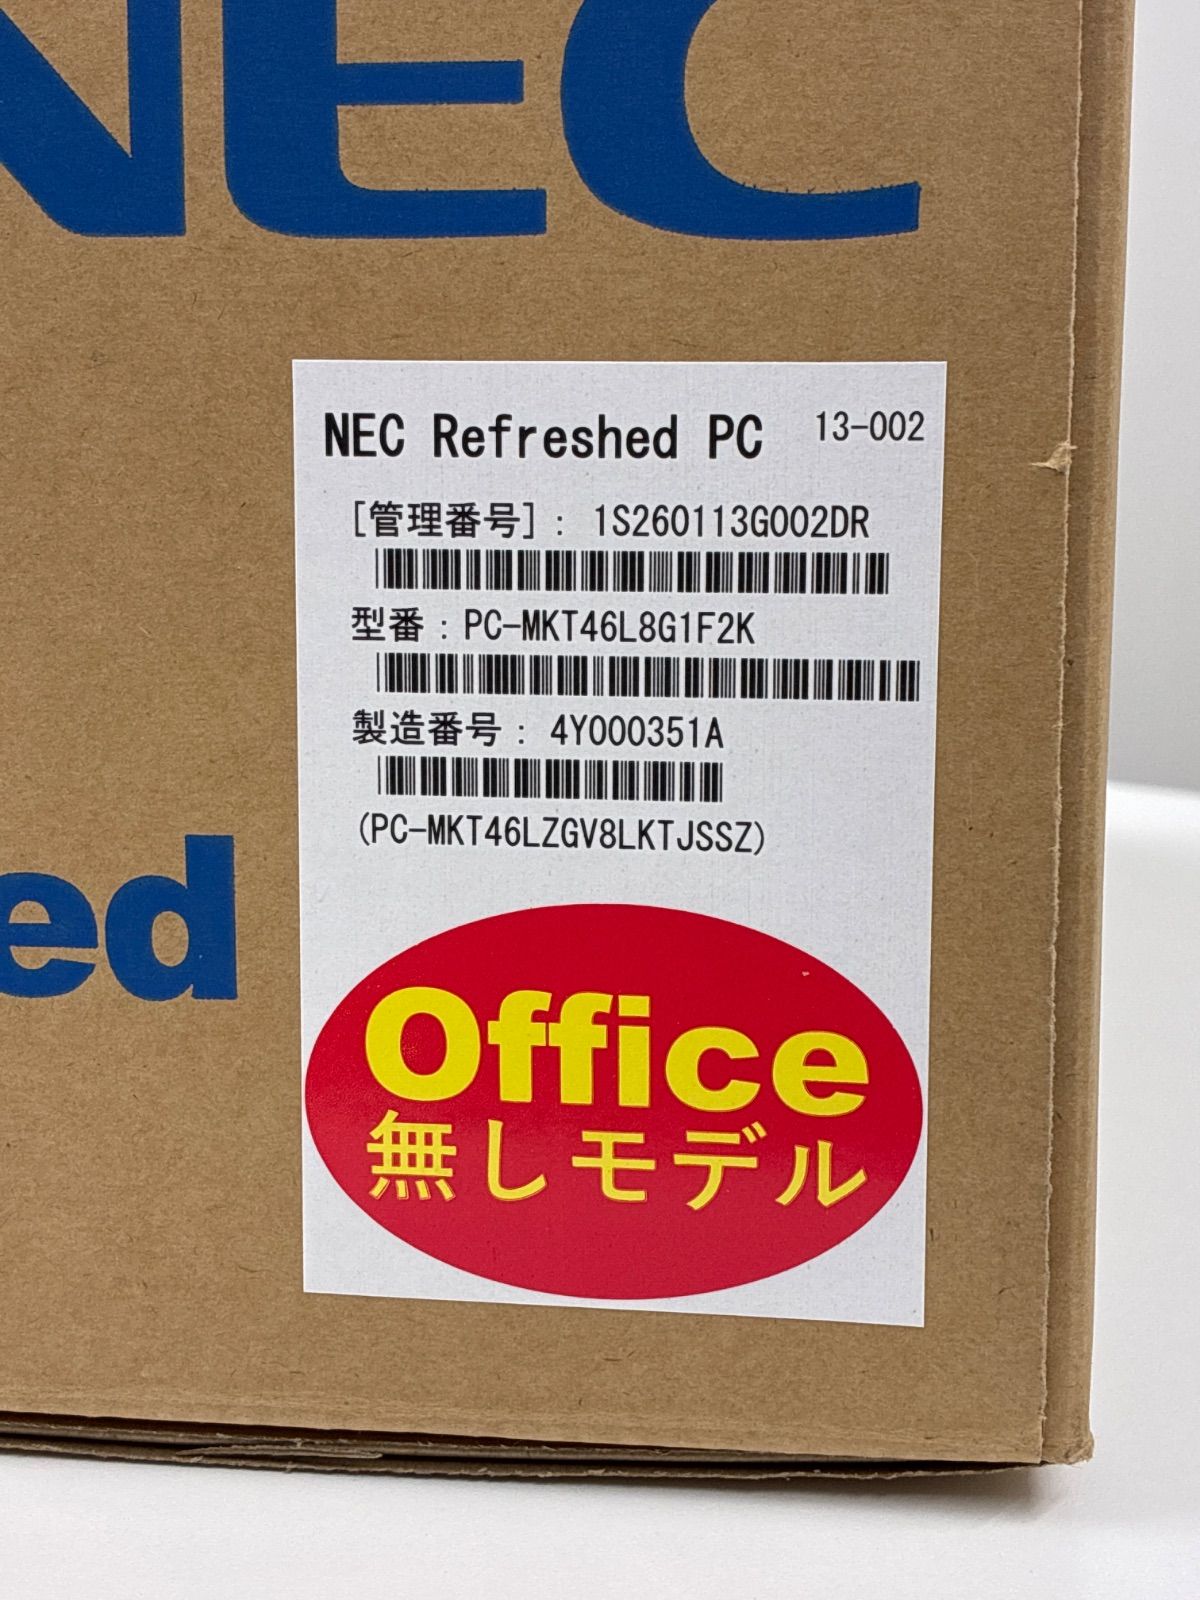 NEC
NEC Refreshed PC 13-002
[管理番号] : 1S260113G002DR
型番 : PC-MKT46L8G1F2K
製造番号 : 4Y000351A
(PC-MKT46LZGV8LKTJSSZ)
ed
Office
無しモデル